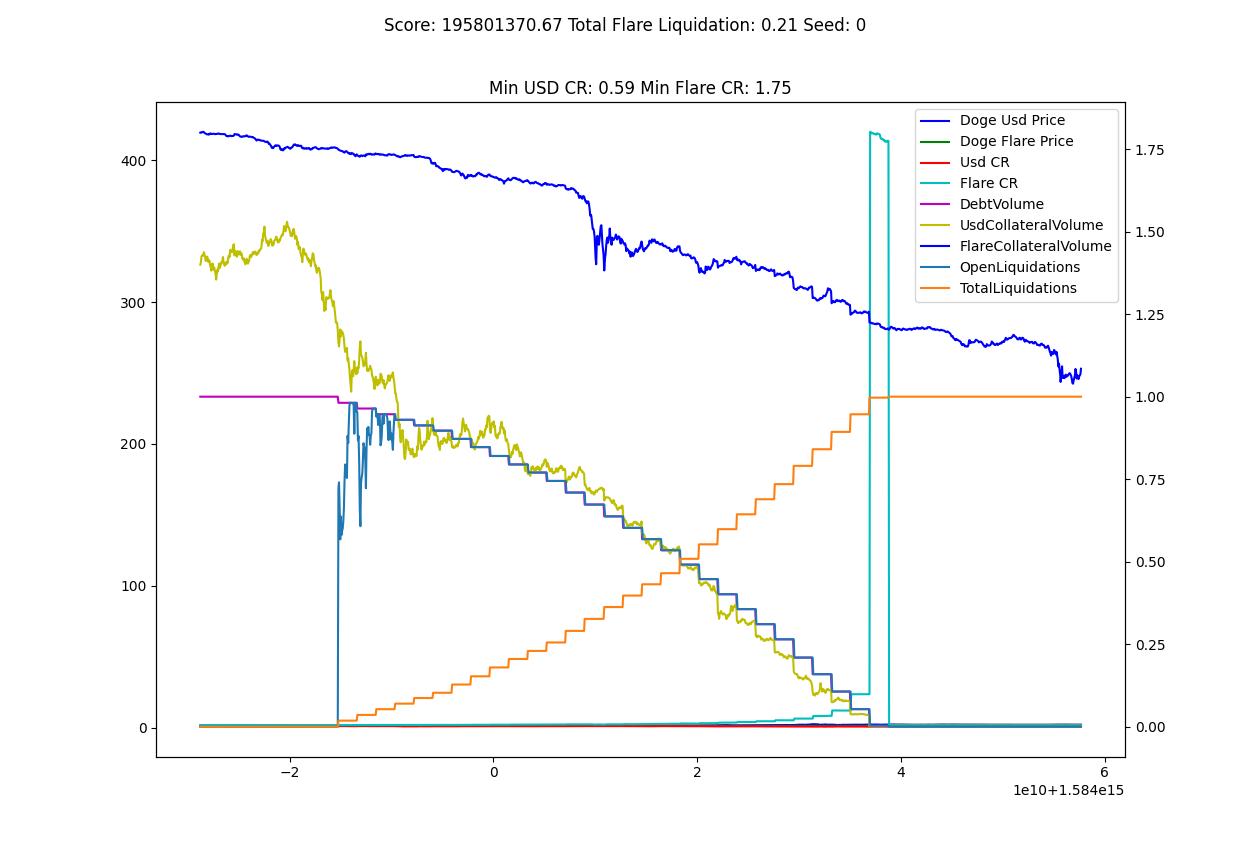 Score: 195801370.67 Total Flare Liquidation: 0.21 Seed: 0
Min USD CR: 0.59 Min Flare CR: 1.75
Doge Usd Price
Doge Flare Price
Usd CR
Flare CR
DebtVolume
UsdCollateralVolume
FlareCollateralVolume
OpenLiquidations
TotalLiquidations
400
300
200
100
0
1.75
1.50
1.25
1.00
0.75
0.50
0.25
0.00
−2 0 2 4 6
1e10+1.584e15